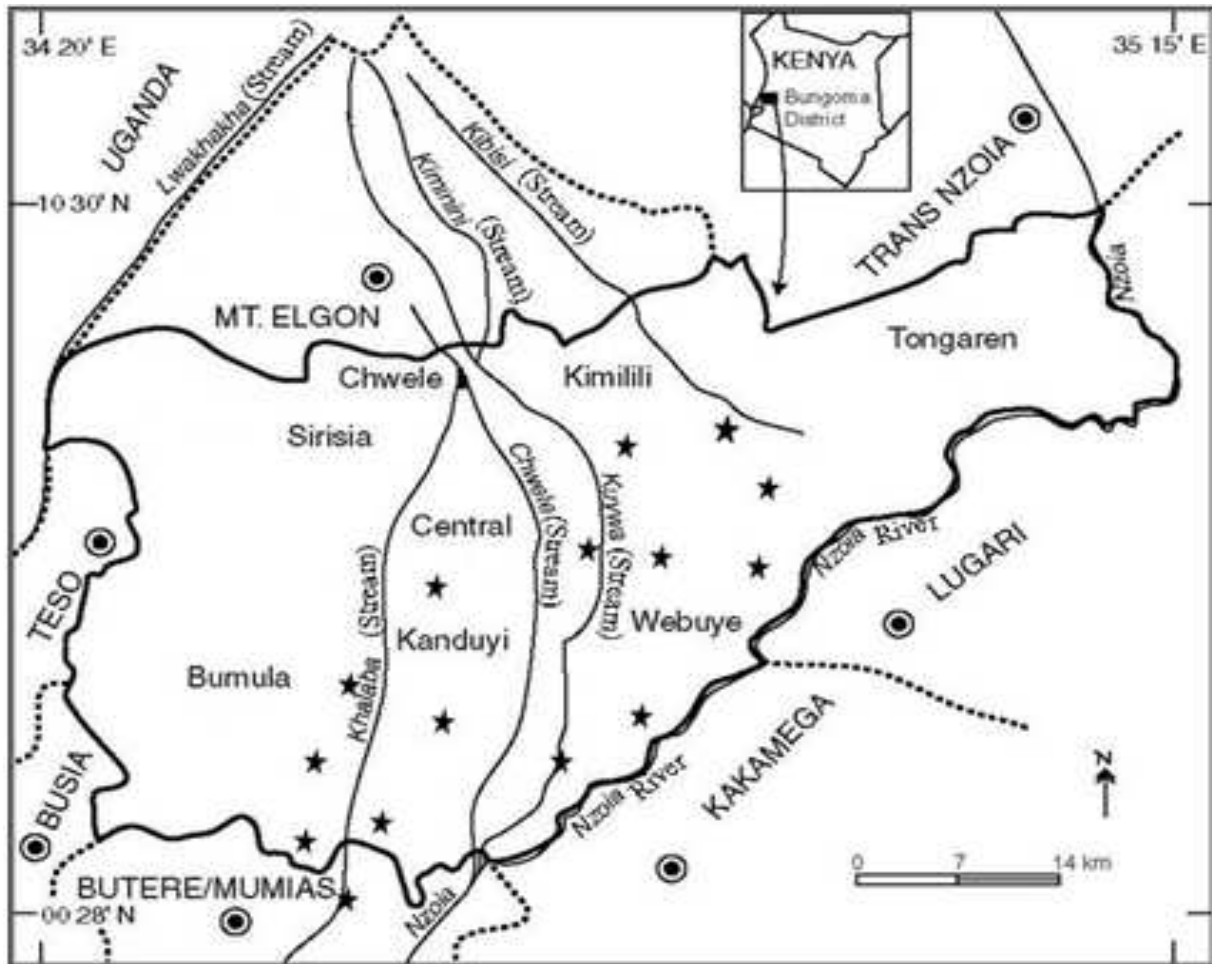 34 20' E
35 15' E
KENYA
Bungoma
District
UGANDA
Lwakhakha (Stream)
Kibisi (Stream)
Kiminini (Stream)
10 30' N
TRANS NZOIA
Nzoia
MT. ELGON
Tongaren
Chwele
Kimilili
Sirisia
Chwele (Stream)
Kuywa (Stream)
Central
Nzoia River
LUGARI
TESO
Khalaba (Stream)
Kanduyi
Webuye
Bumula
BUSIA
KAKAMEGA
Nzoia River
N
0 7 14 km
BUTERE/MUMIAS
Nzoia
00 28' N